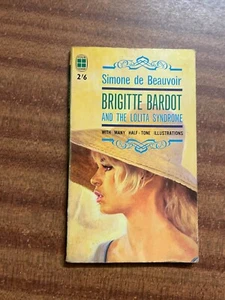 2/6
Simone de Beauvoir
BRIGITTE BARDOT
AND THE LOLITA SYNDROME
WITH MANY HALF-TONE ILLUSTRATIONS